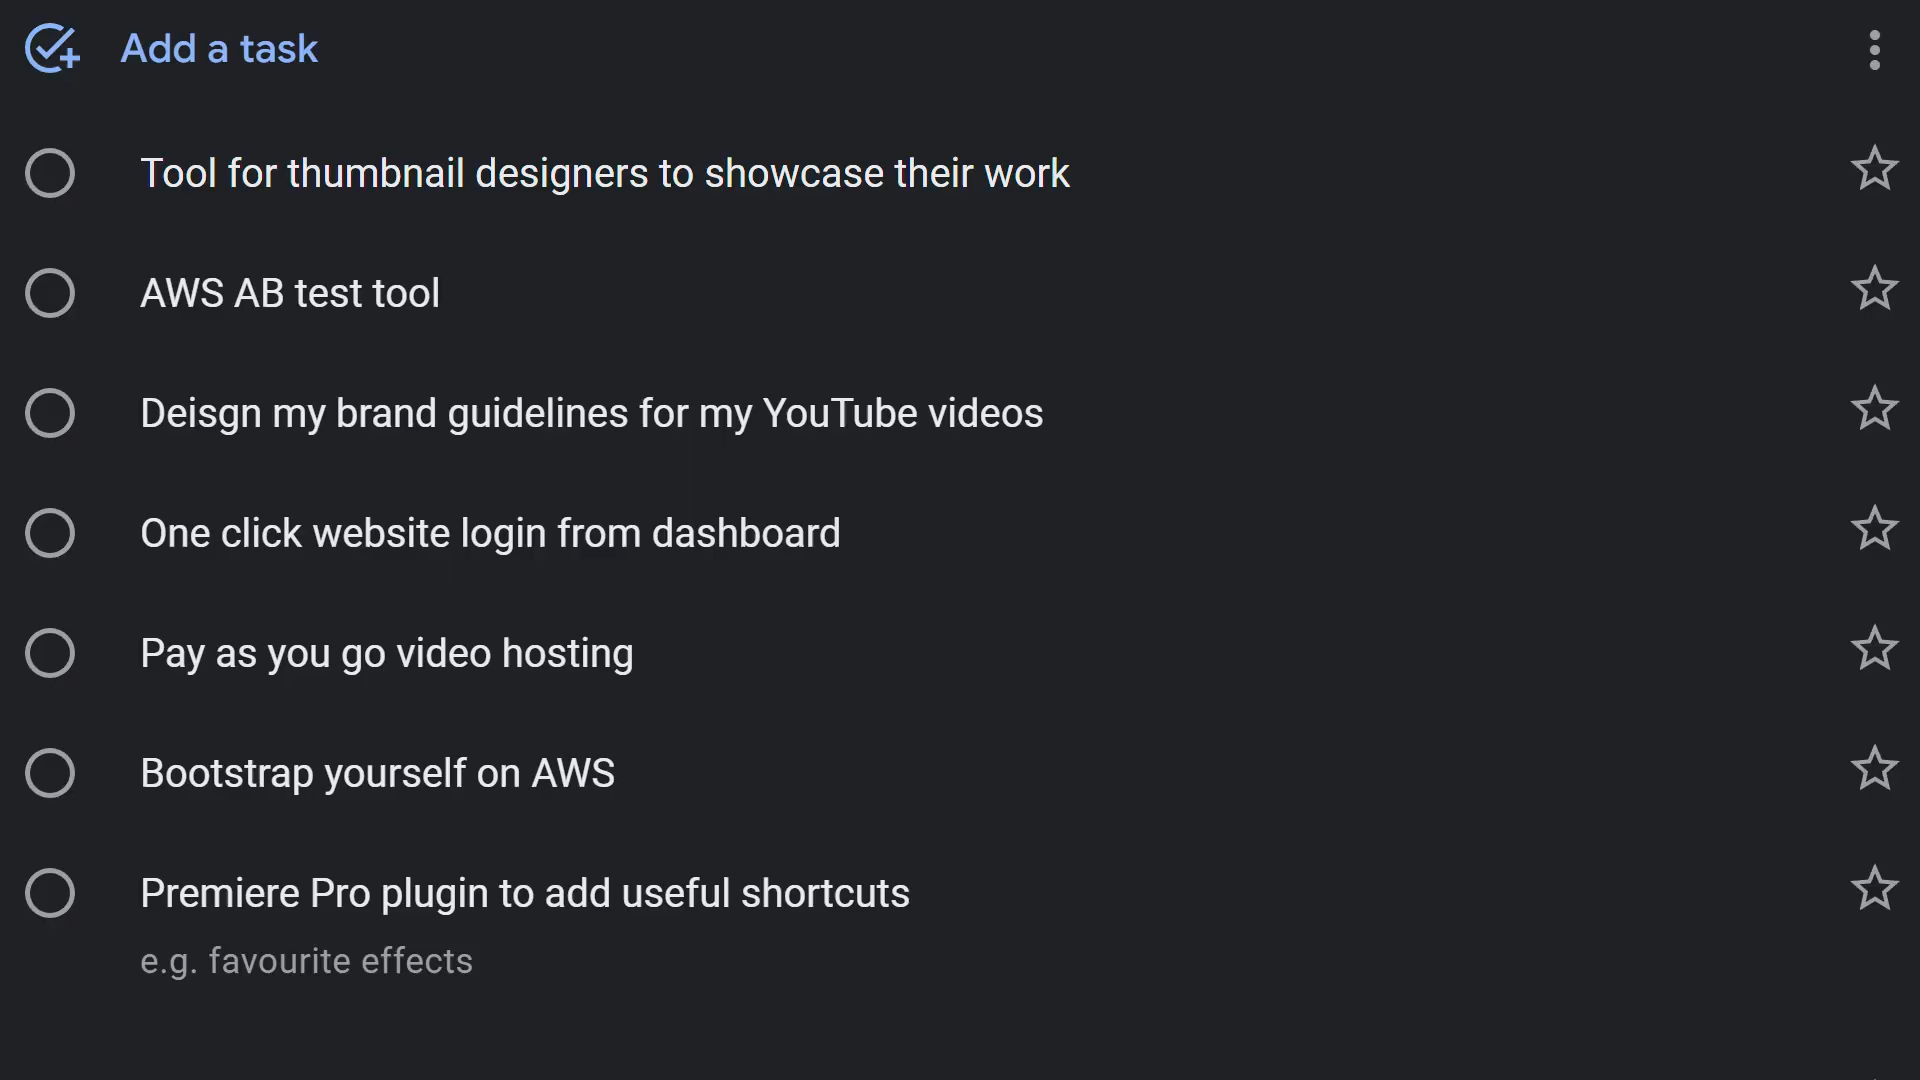 Add a task
Tool for thumbnail designers to showcase their work
AWS AB test tool
Deisgn my brand guidelines for my YouTube videos
One click website login from dashboard
Pay as you go video hosting
Bootstrap yourself on AWS
Premiere Pro plugin to add useful shortcuts
e.g. favourite effects